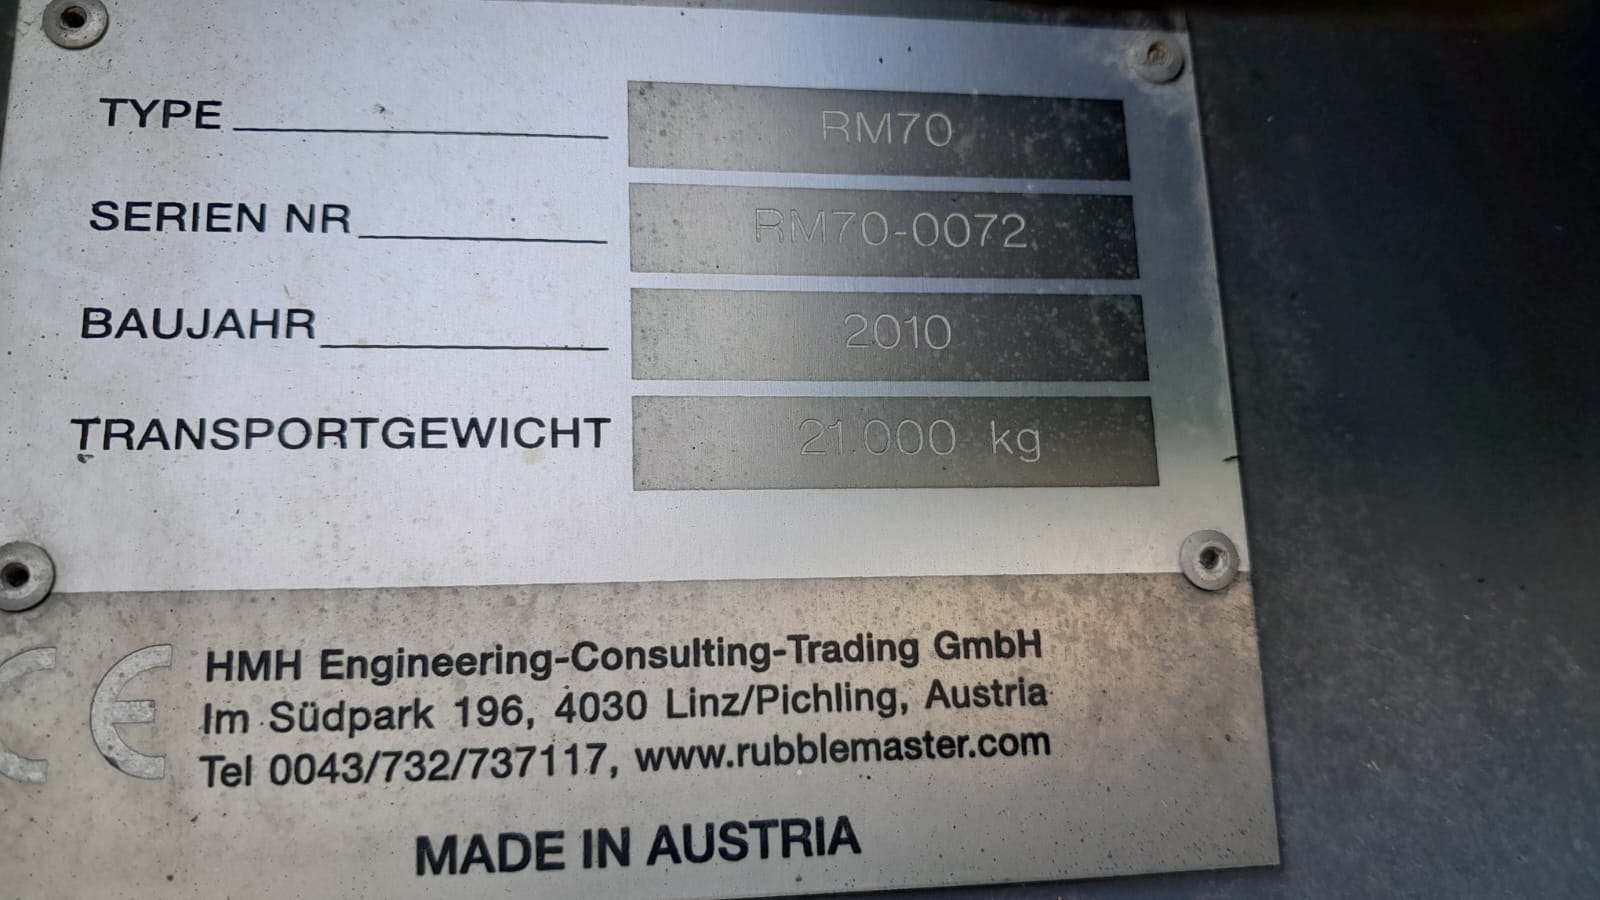 TYPE RM70
SERIEN NR RM70-0072
BAUJAHR 2010
TRANSPORTGEWICHT 21.000 kg
CE HMH Engineering-Consulting-Trading GmbH
Im Südpark 196, 4030 Linz/Pichling, Austria
Tel 0043/732/737117, www.rubblemaster.com
MADE IN AUSTRIA